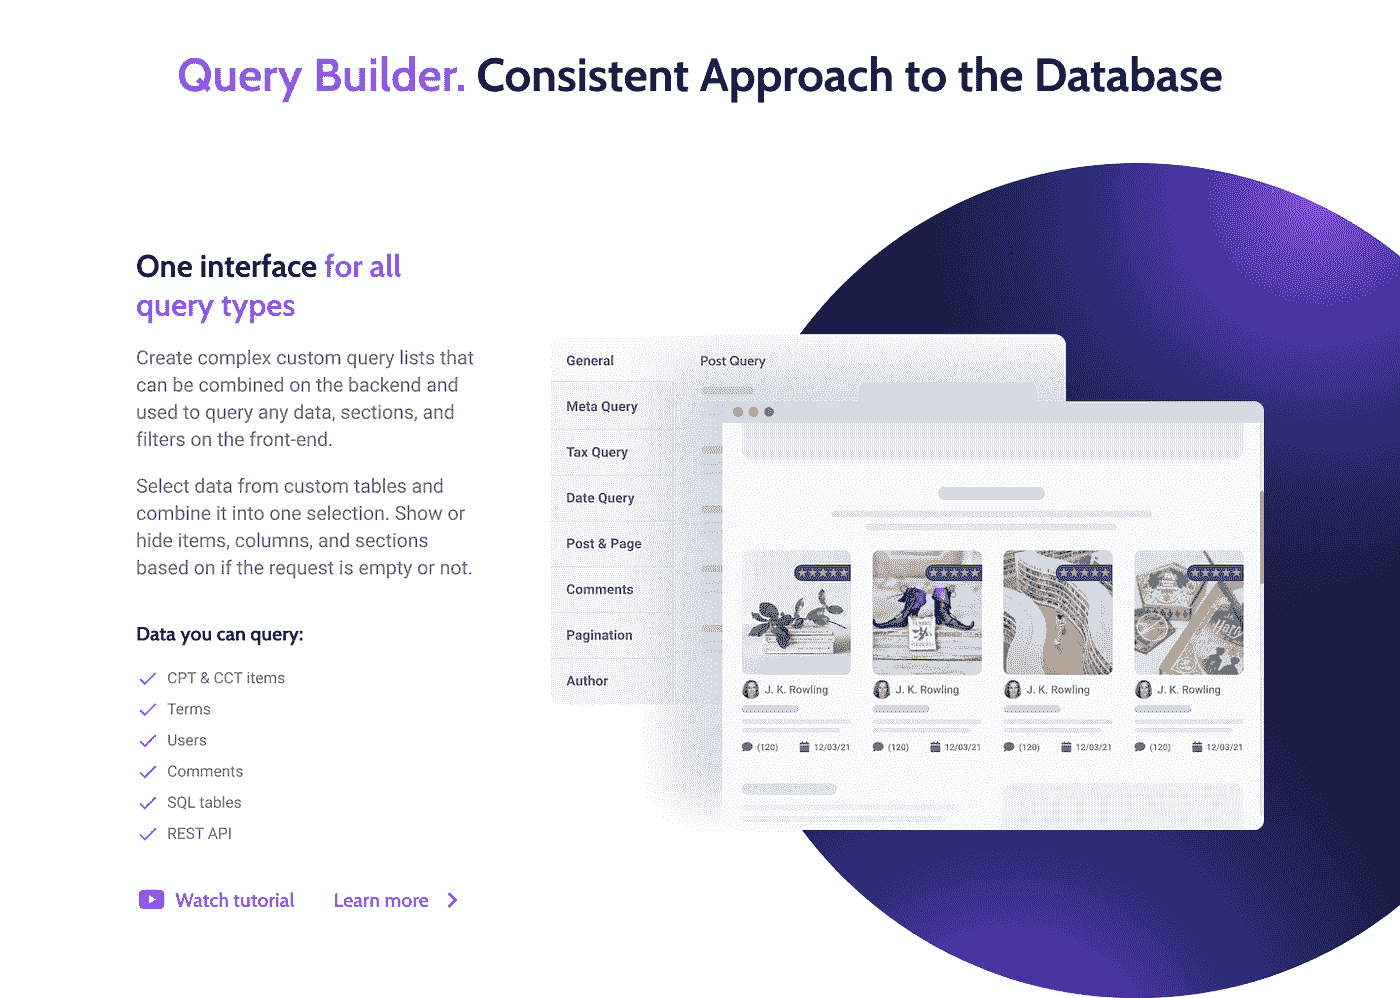 Query Builder. Consistent Approach to the Database
One interface for all
query types
Create complex custom query lists that
can be combined on the backend and
used to query any data, sections, and
filters on the front-end.
Select data from custom tables and
combine it into one selection. Show or
hide items, columns, and sections
based on if the request is empty or not.
Data you can query:
CPT & CCT items
Terms
Users
Comments
SQL tables
REST API
Watch tutorial
Learn more
General
Post Query
Meta Query
Tax Query
Date Query
Post & Page
Comments
Pagination
Author
J. K. Rowling
J. K. Rowling
J. K. Rowling
J. K. Rowling
(120) 12/03/21
(120) 12/03/21
(120) 12/03/21
(120) 12/03/21